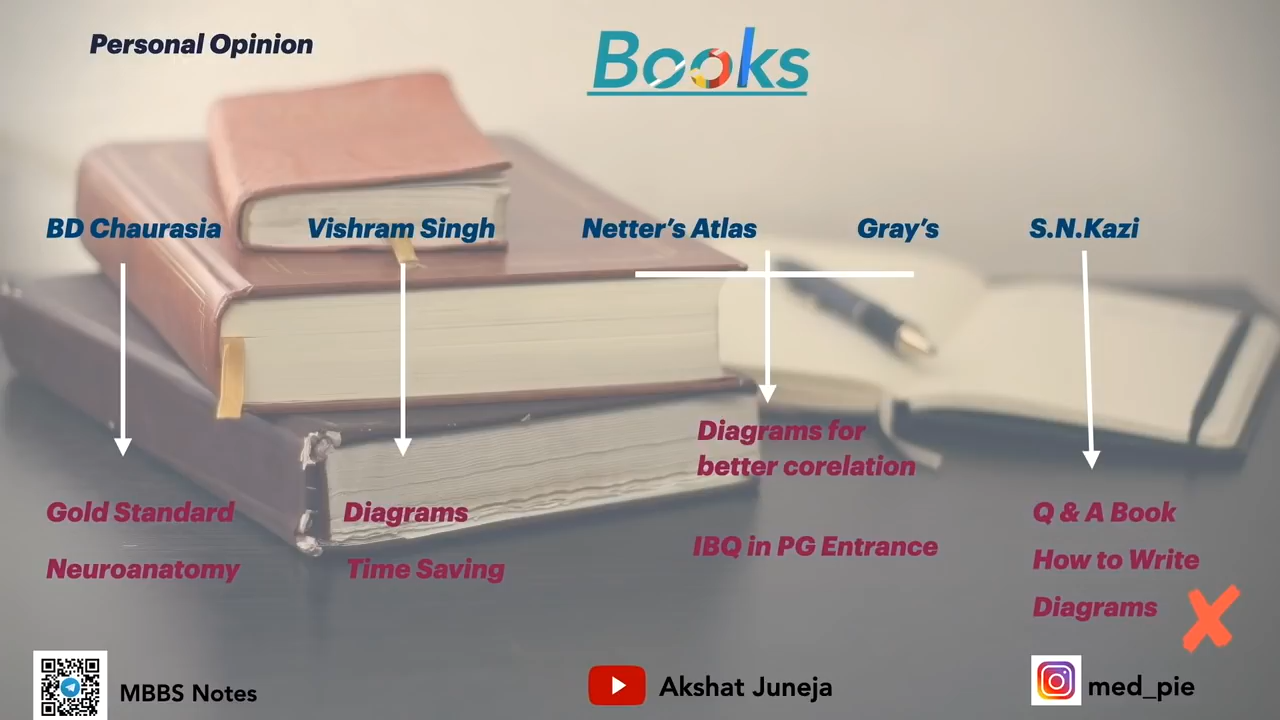 Personal Opinion
Books
BD Chaurasia
Vishram Singh
Netter's Atlas
Gray's
S.N.Kazi
Gold Standard
Neuroanatomy
Diagrams
Time Saving
Diagrams for
better corelation
IBQ in PG Entrance
Q & A Book
How to Write
Diagrams
MBBS Notes
Akshat Juneja
med_pie